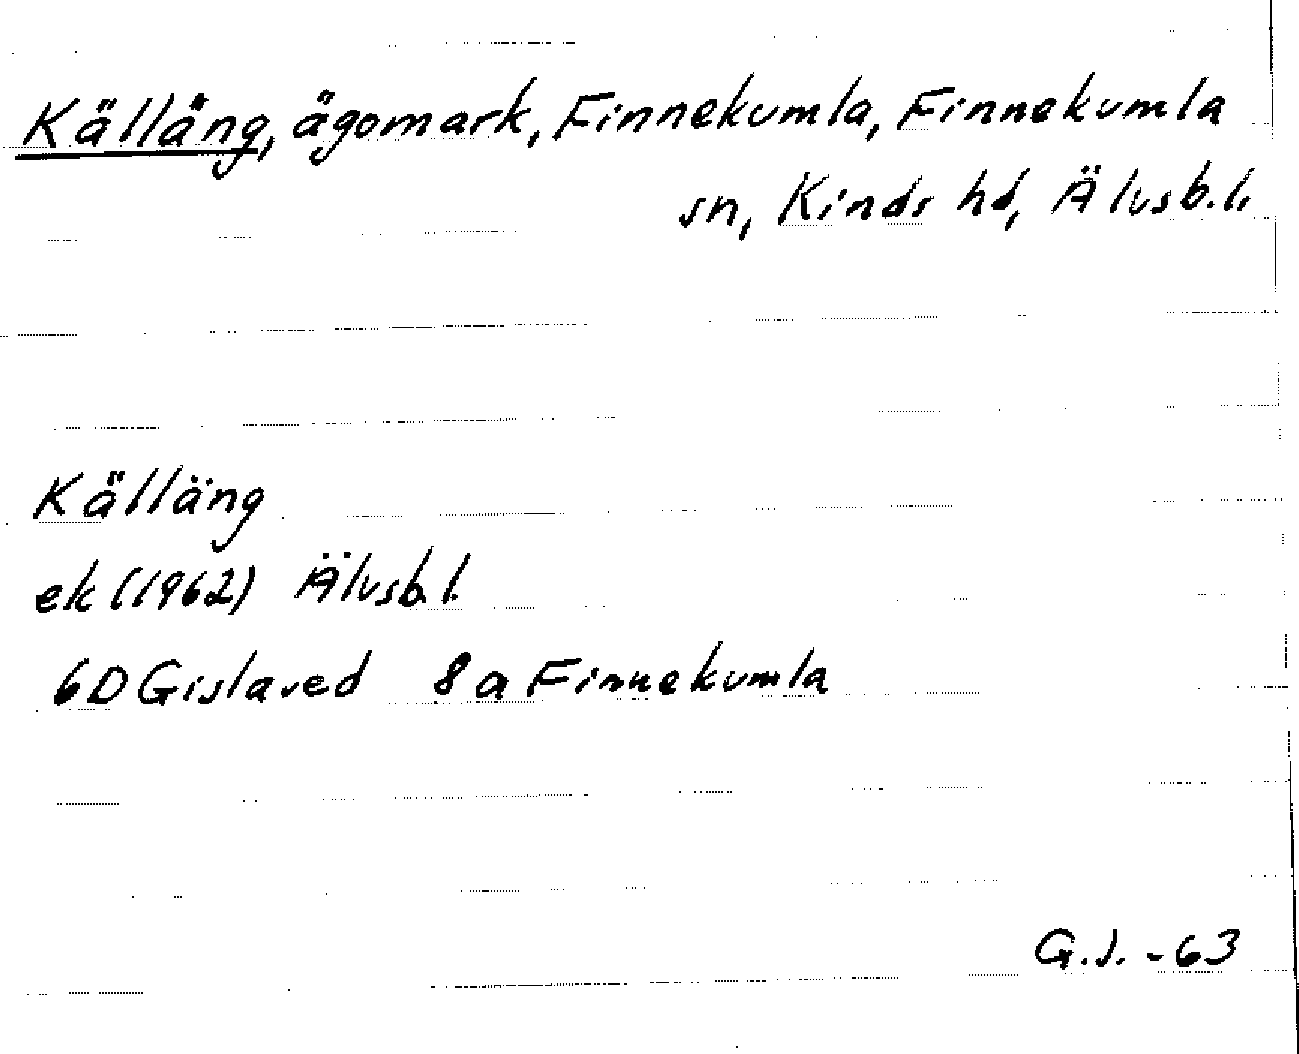 Källäng, ägomark, Finnekumla, Finnekumla
sn, Kinds hd, Älvsb.l.
Källäng
ek (1962) Älvsb.l.
6D Gislaved 8a Finnekumla
G.J. -63